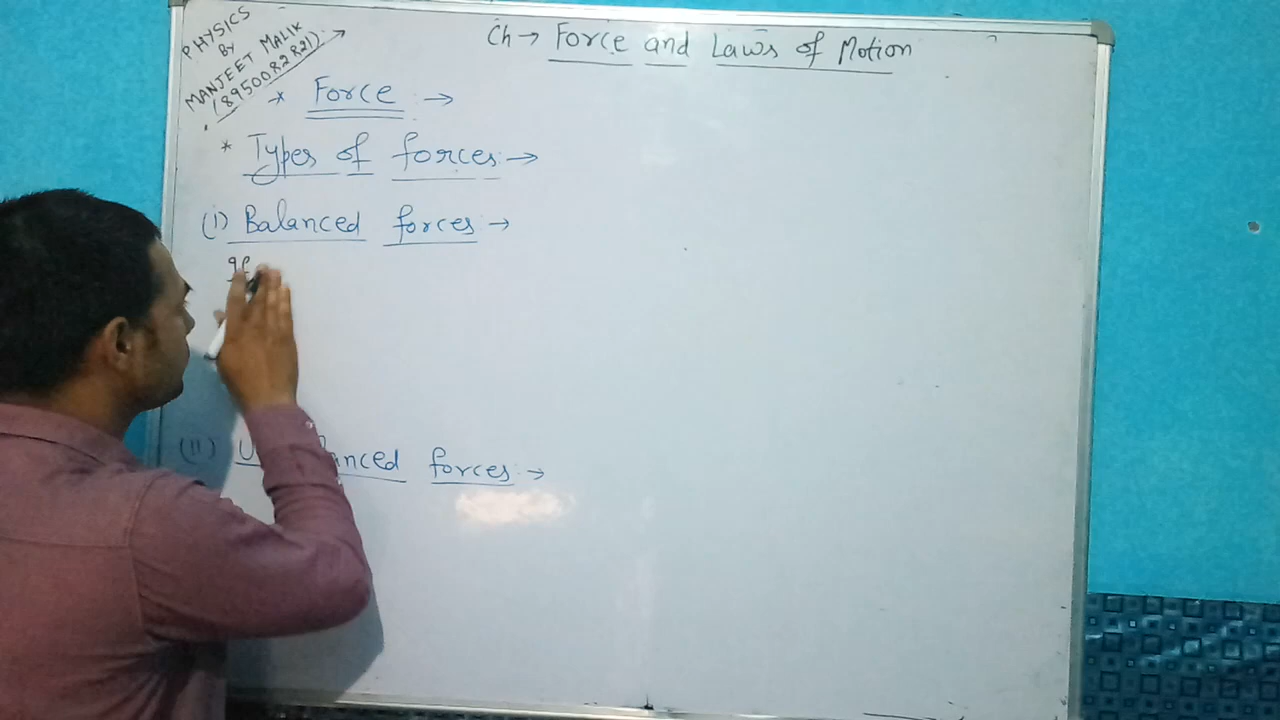 PHYSICS
By
MANJEET MALIK
(8950082821) →
Ch → Force and Laws of Motion
* Force →
* Types of forces →
(i) Balanced forces →
(ii) forces →